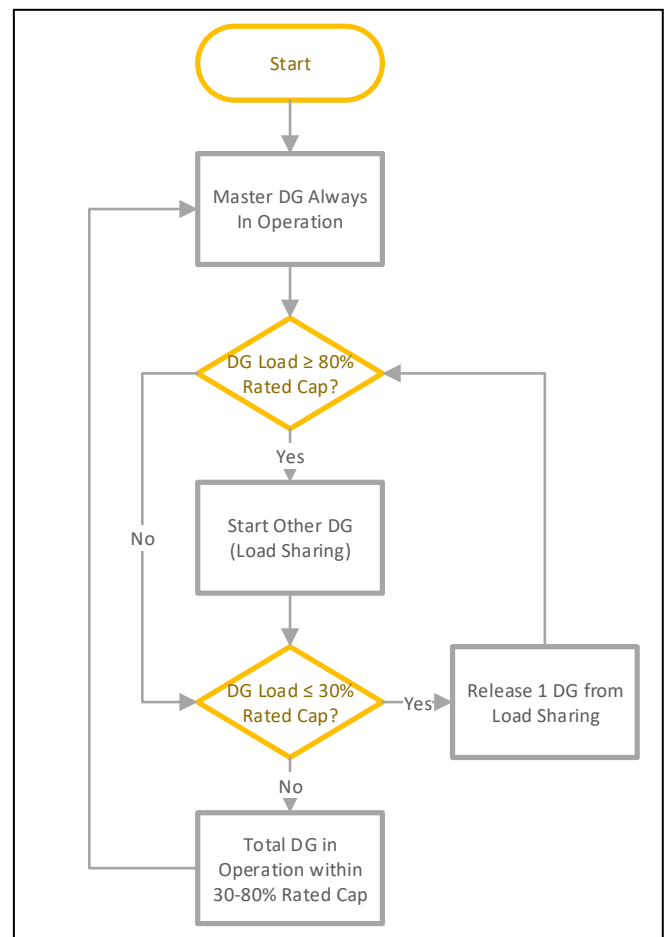 Start
Master DG Always
In Operation
DG Load ≥ 80%
Rated Cap?
Yes
No
Start Other DG
(Load Sharing)
DG Load ≤ 30%
Rated Cap?
Yes
Release 1 DG from
Load Sharing
No
Total DG in
Operation within
30-80% Rated Cap